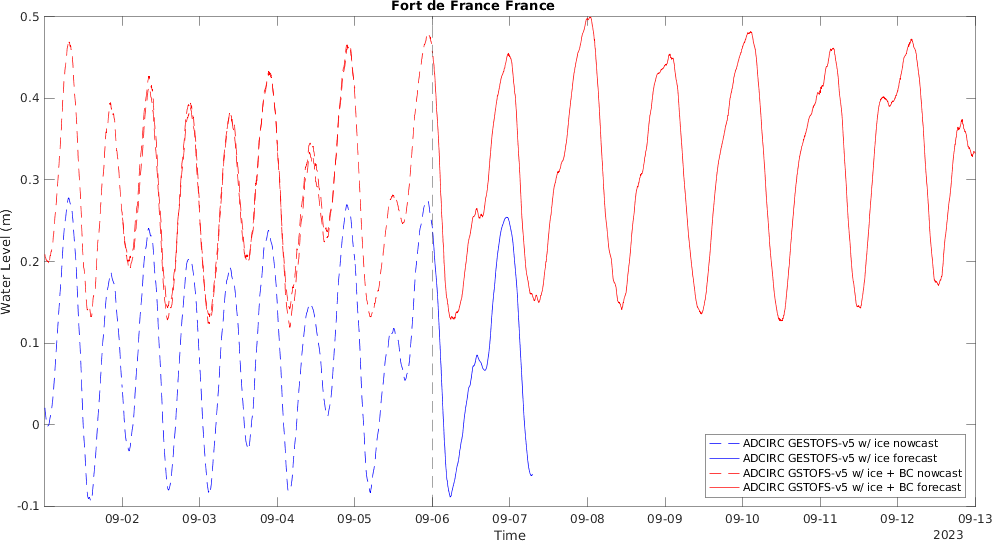 Fort de France France
0.5
0.4
0.3
0.2
0.1
0
-0.1
Water Level (m)
09-02 09-03 09-04 09-05 09-06 09-07 09-08 09-09 09-10 09-11 09-12 09-13
Time
2023
ADCIRC GESTOFS-v5 w/ ice nowcast
ADCIRC GESTOFS-v5 w/ ice forecast
ADCIRC GSTOFS-v5 w/ ice + BC nowcast
ADCIRC GSTOFS-v5 w/ ice + BC forecast